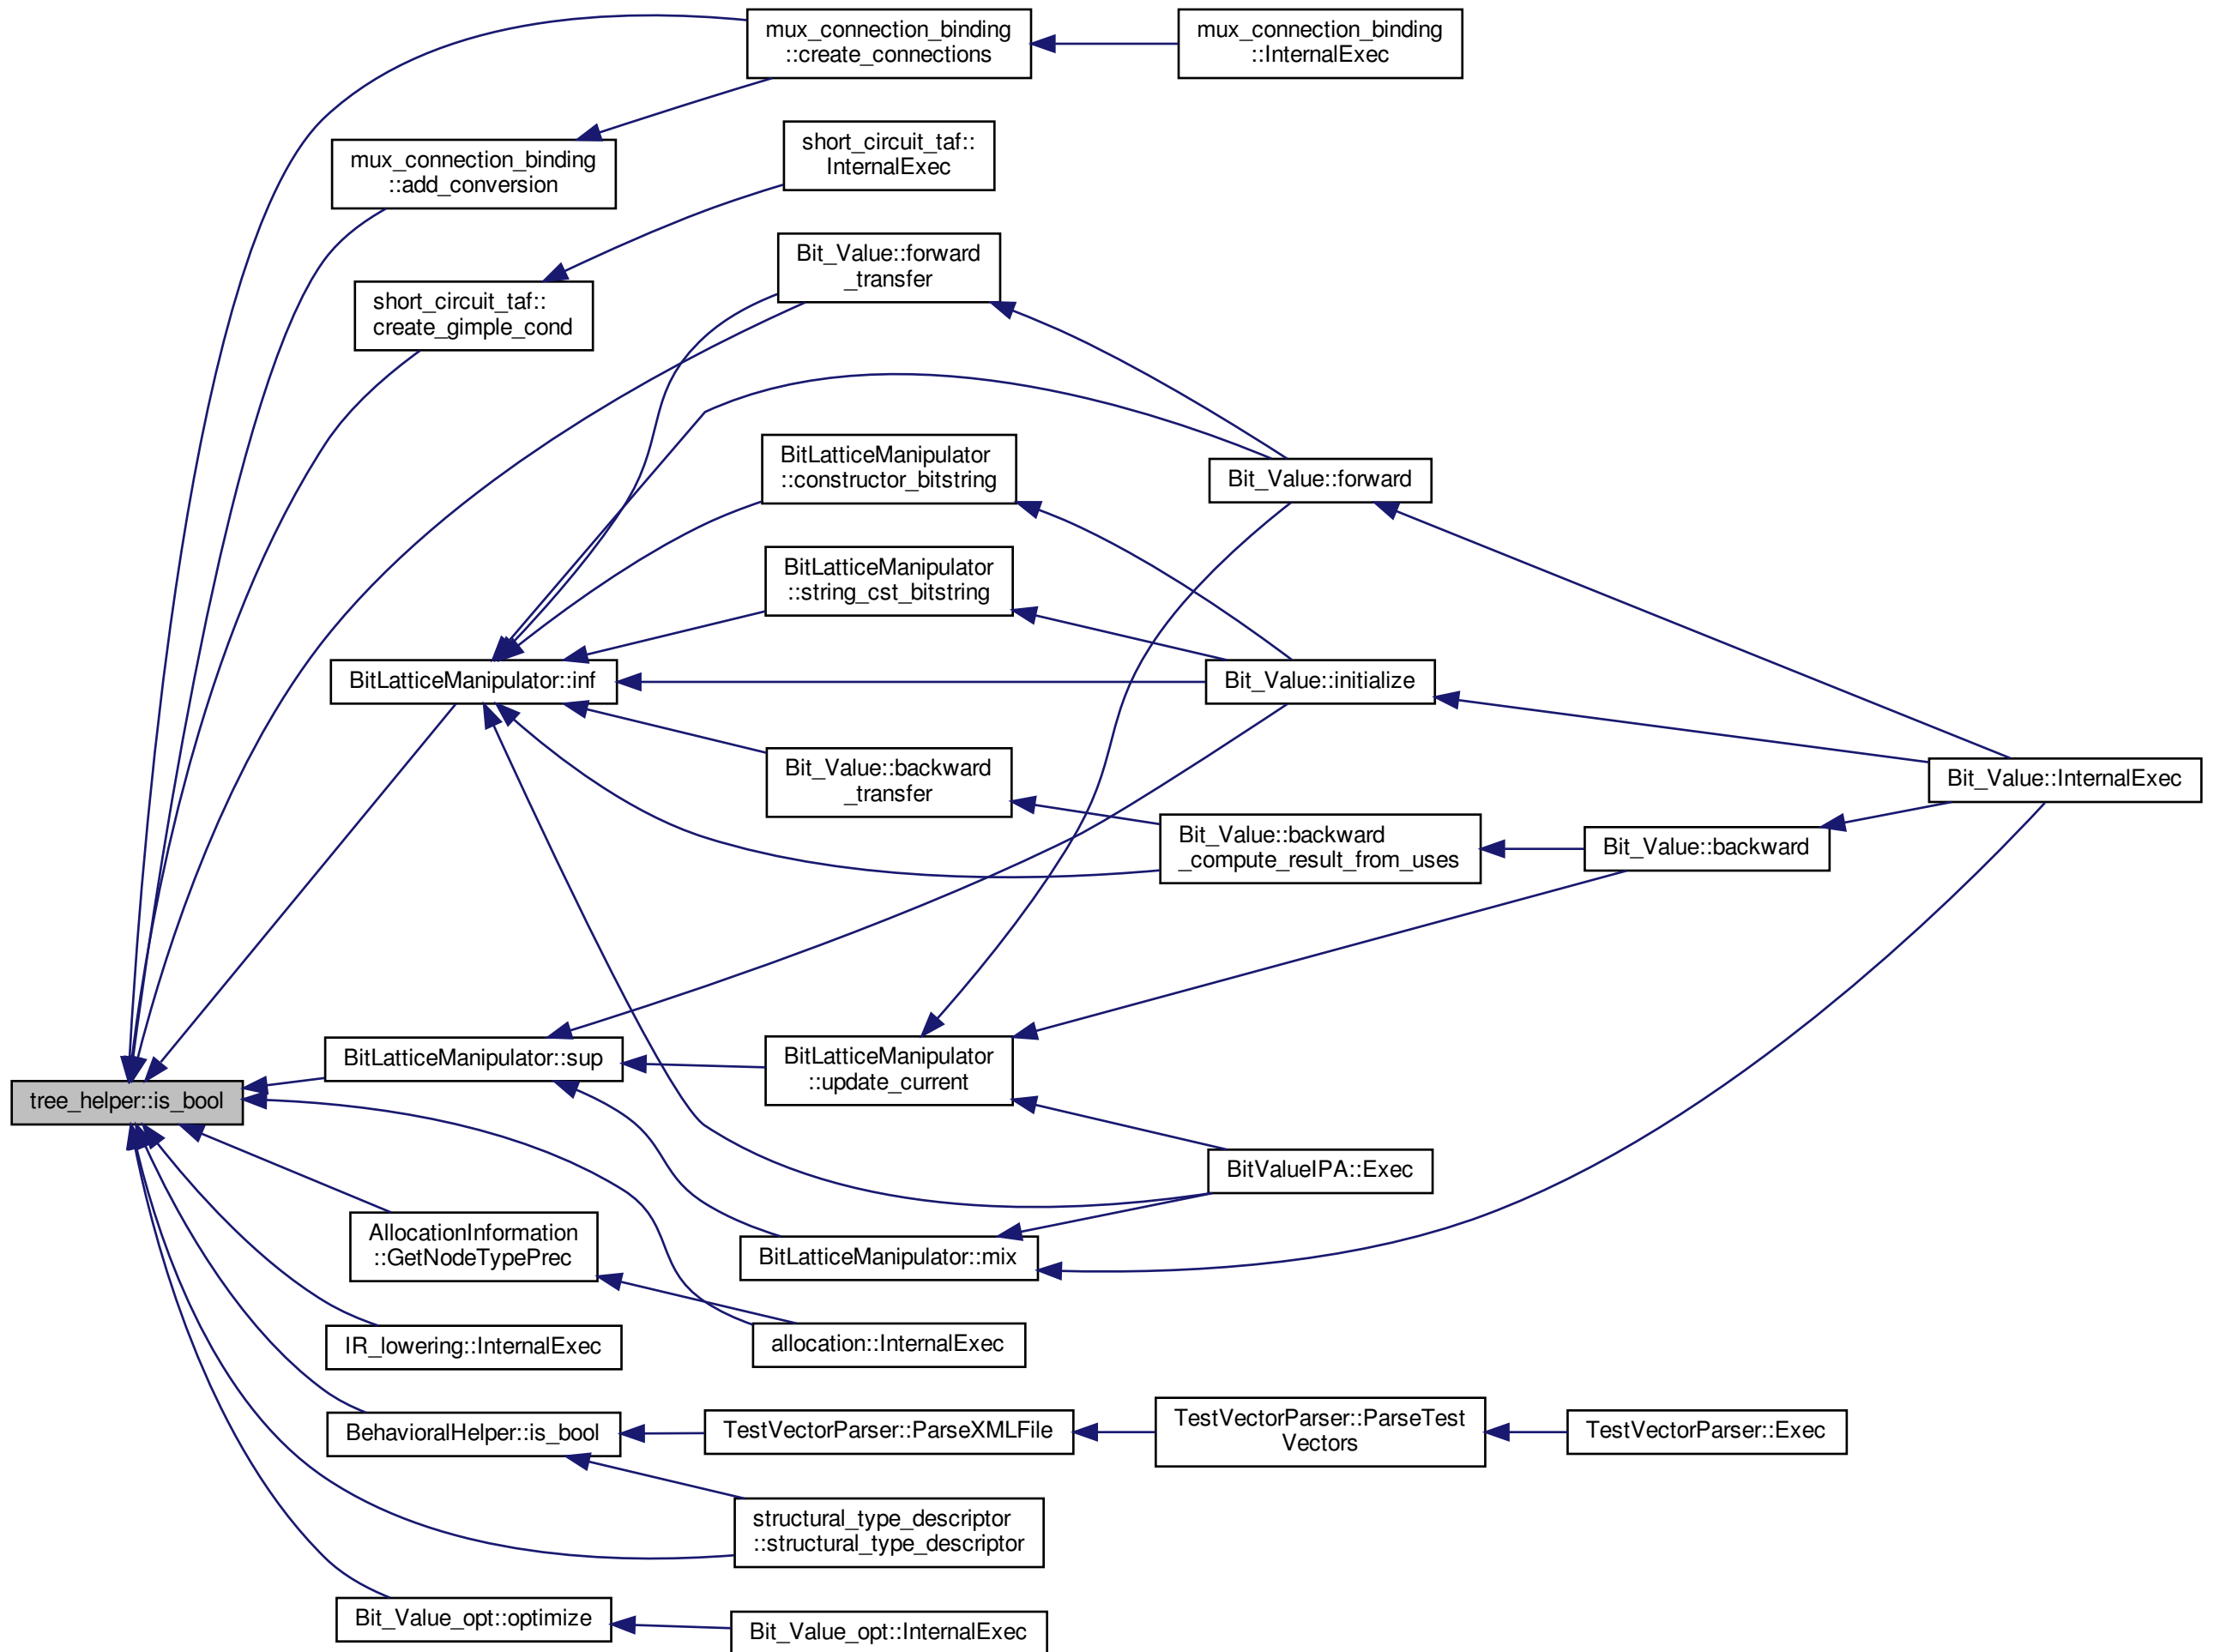 mux_connection_binding
::create_connections
mux_connection_binding
::InternalExec
mux_connection_binding
::add_conversion
short_circuit_taf::
InternalExec
short_circuit_taf::
create_gimple_cond
Bit_Value::forward
_transfer
BitLatticeManipulator
::constructor_bitstring
Bit_Value::forward
BitLatticeManipulator
::string_cst_bitstring
BitLatticeManipulator::inf
Bit_Value::initialize
Bit_Value::backward
_transfer
Bit_Value::InternalExec
Bit_Value::backward
_compute_result_from_uses
Bit_Value::backward
BitLatticeManipulator::sup
BitLatticeManipulator
::update_current
tree_helper::is_bool
BitValueIPA::Exec
AllocationInformation
::GetNodeTypePrec
BitLatticeManipulator::mix
IR_lowering::InternalExec
allocation::InternalExec
BehavioralHelper::is_bool
TestVectorParser::ParseXMLFile
TestVectorParser::ParseTest
Vectors
TestVectorParser::Exec
structural_type_descriptor
::structural_type_descriptor
Bit_Value_opt::optimize
Bit_Value_opt::InternalExec